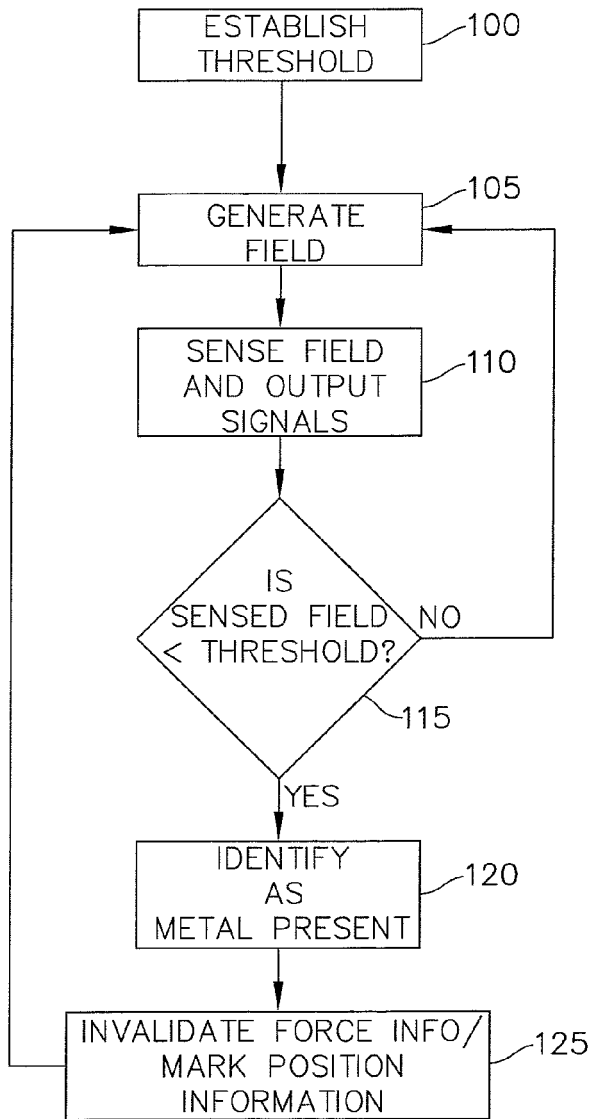 ESTABLISH
THRESHOLD
100
GENERATE
FIELD
105
SENSE FIELD
AND OUTPUT
SIGNALS
110
IS
SENSED FIELD
< THRESHOLD?
NO
115
YES
IDENTIFY
AS
METAL PRESENT
120
INVALIDATE FORCE INFO/
MARK POSITION
INFORMATION
125